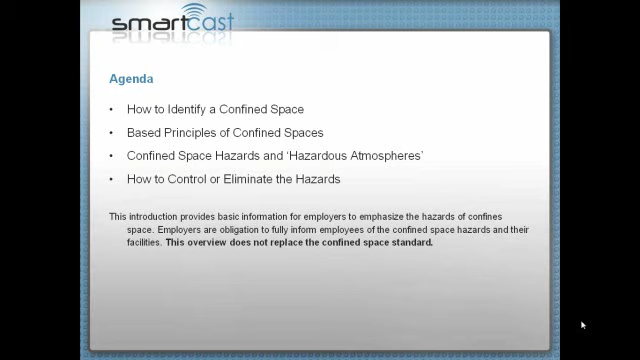 smartcast
Agenda
• How to Identify a Confined Space
• Based Principles of Confined Spaces
• Confined Space Hazards and ‘Hazardous Atmospheres’
• How to Control or Eliminate the Hazards
This introduction provides basic information for employers to emphasize the hazards of confines
space. Employers are obligation to fully inform employees of the confined space hazards and their
facilities. This overview does not replace the confined space standard.